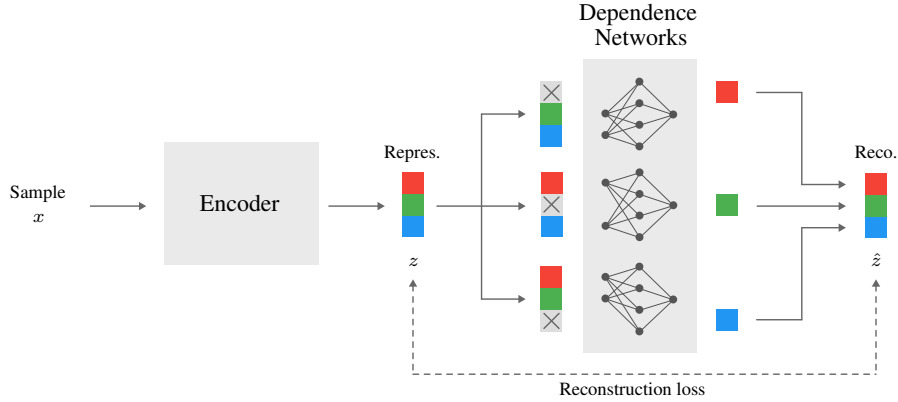 Dependence
Networks
Repres.
Reco.
Sample
x
Encoder
z
ẑ
Reconstruction loss